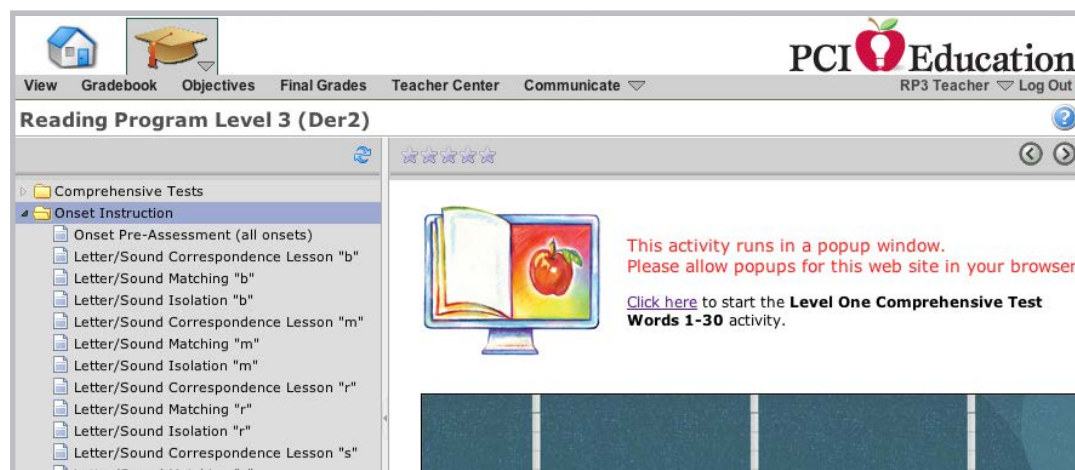 PCI Education
View Gradebook Objectives Final Grades Teacher Center Communicate RP3 Teacher Log Out
Reading Program Level 3 (Der2)
Comprehensive Tests
Onset Instruction
Onset Pre-Assessment (all onsets)
Letter/Sound Correspondence Lesson "b"
Letter/Sound Matching "b"
Letter/Sound Isolation "b"
Letter/Sound Correspondence Lesson "m"
Letter/Sound Matching "m"
Letter/Sound Isolation "m"
Letter/Sound Correspondence Lesson "r"
Letter/Sound Matching "r"
Letter/Sound Isolation "r"
Letter/Sound Correspondence Lesson "s"
This activity runs in a popup window.
Please allow popups for this web site in your browser
Click here to start the Level One Comprehensive Test
Words 1-30 activity.